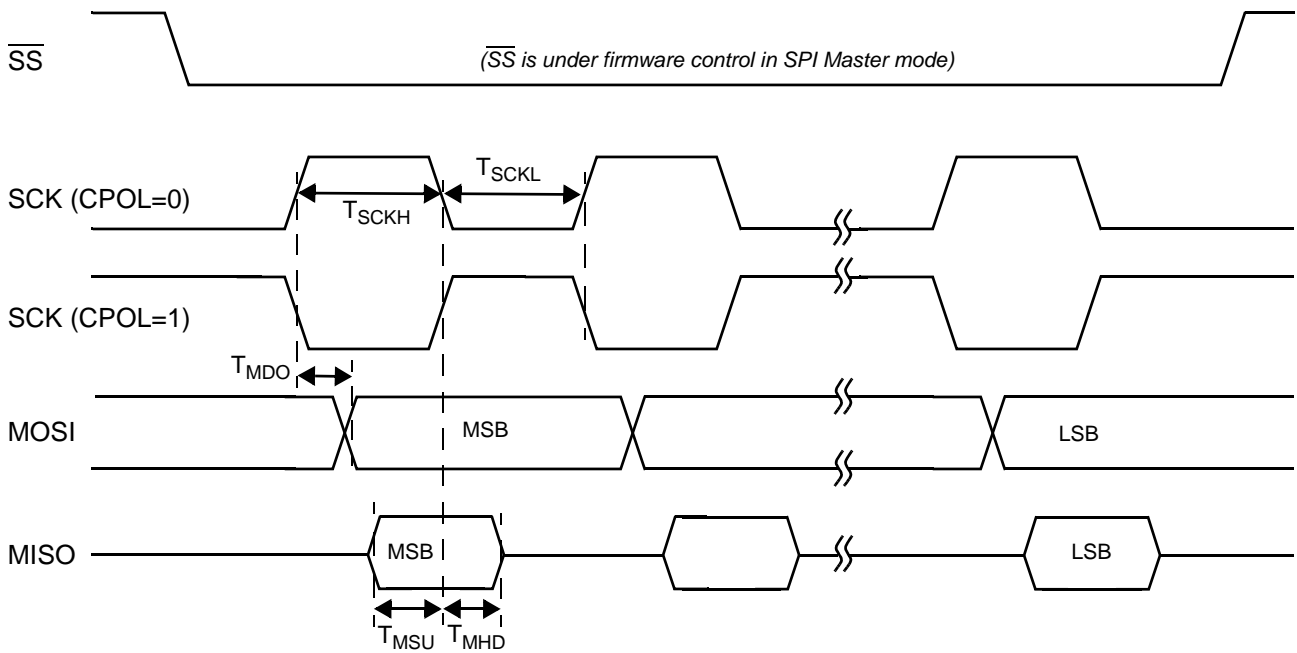 SS
(SS is under firmware control in SPI Master mode)
SCK (CPOL=0)
TSCKH
TSCKL
SCK (CPOL=1)
TMDO
MOSI
MSB
LSB
MISO
MSB
LSB
TMSU
TMHD